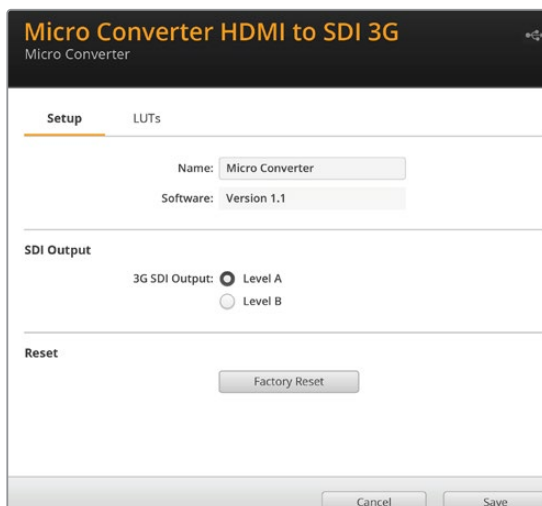 Micro Converter HDMI to SDI 3G
Micro Converter
Setup LUTs
Name: Micro Converter
Software: Version 1.1
SDI Output
3G SDI Output: Level A
Level B
Reset
Factory Reset
Cancel Save